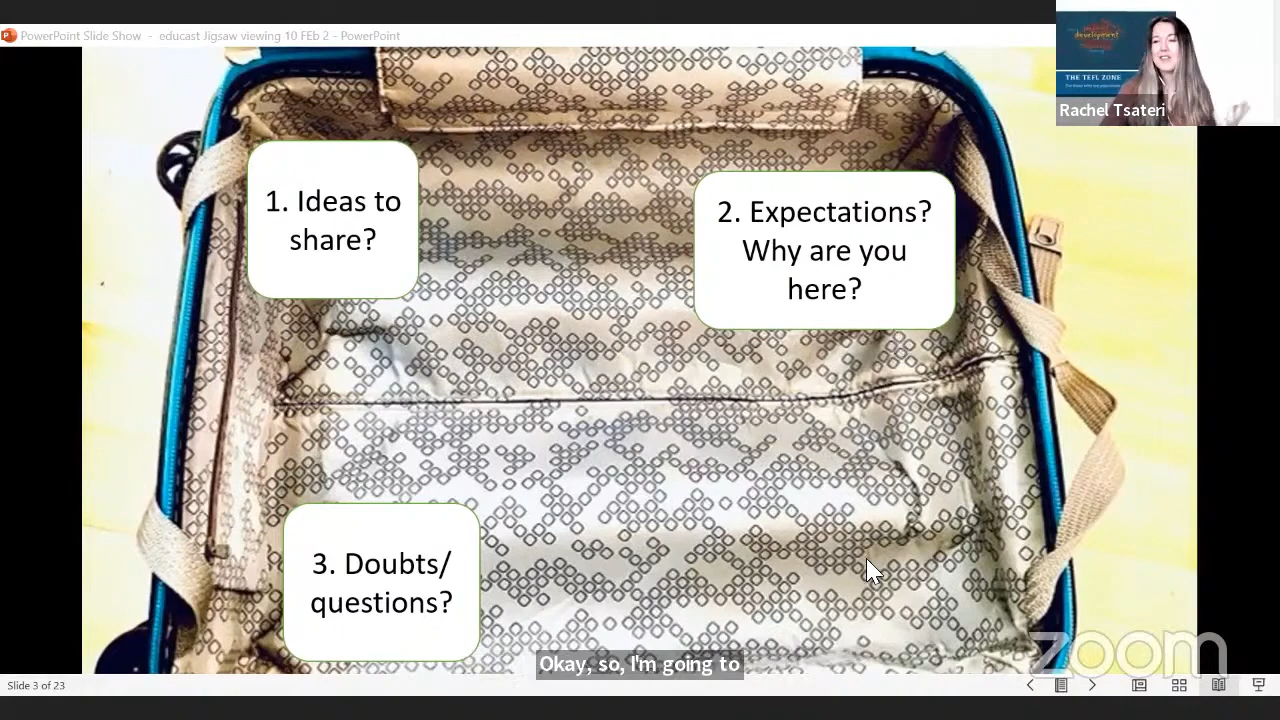 PowerPoint Slide Show - educast Jigsaw viewing 10 FEb 2 - PowerPoint
development
THE TEFL ZONE
Rachel Tsateri
1. Ideas to
share?
2. Expectations?
Why are you
here?
3. Doubts/
questions?
Okay, so, I'm going to
zoom
Slide 3 of 23